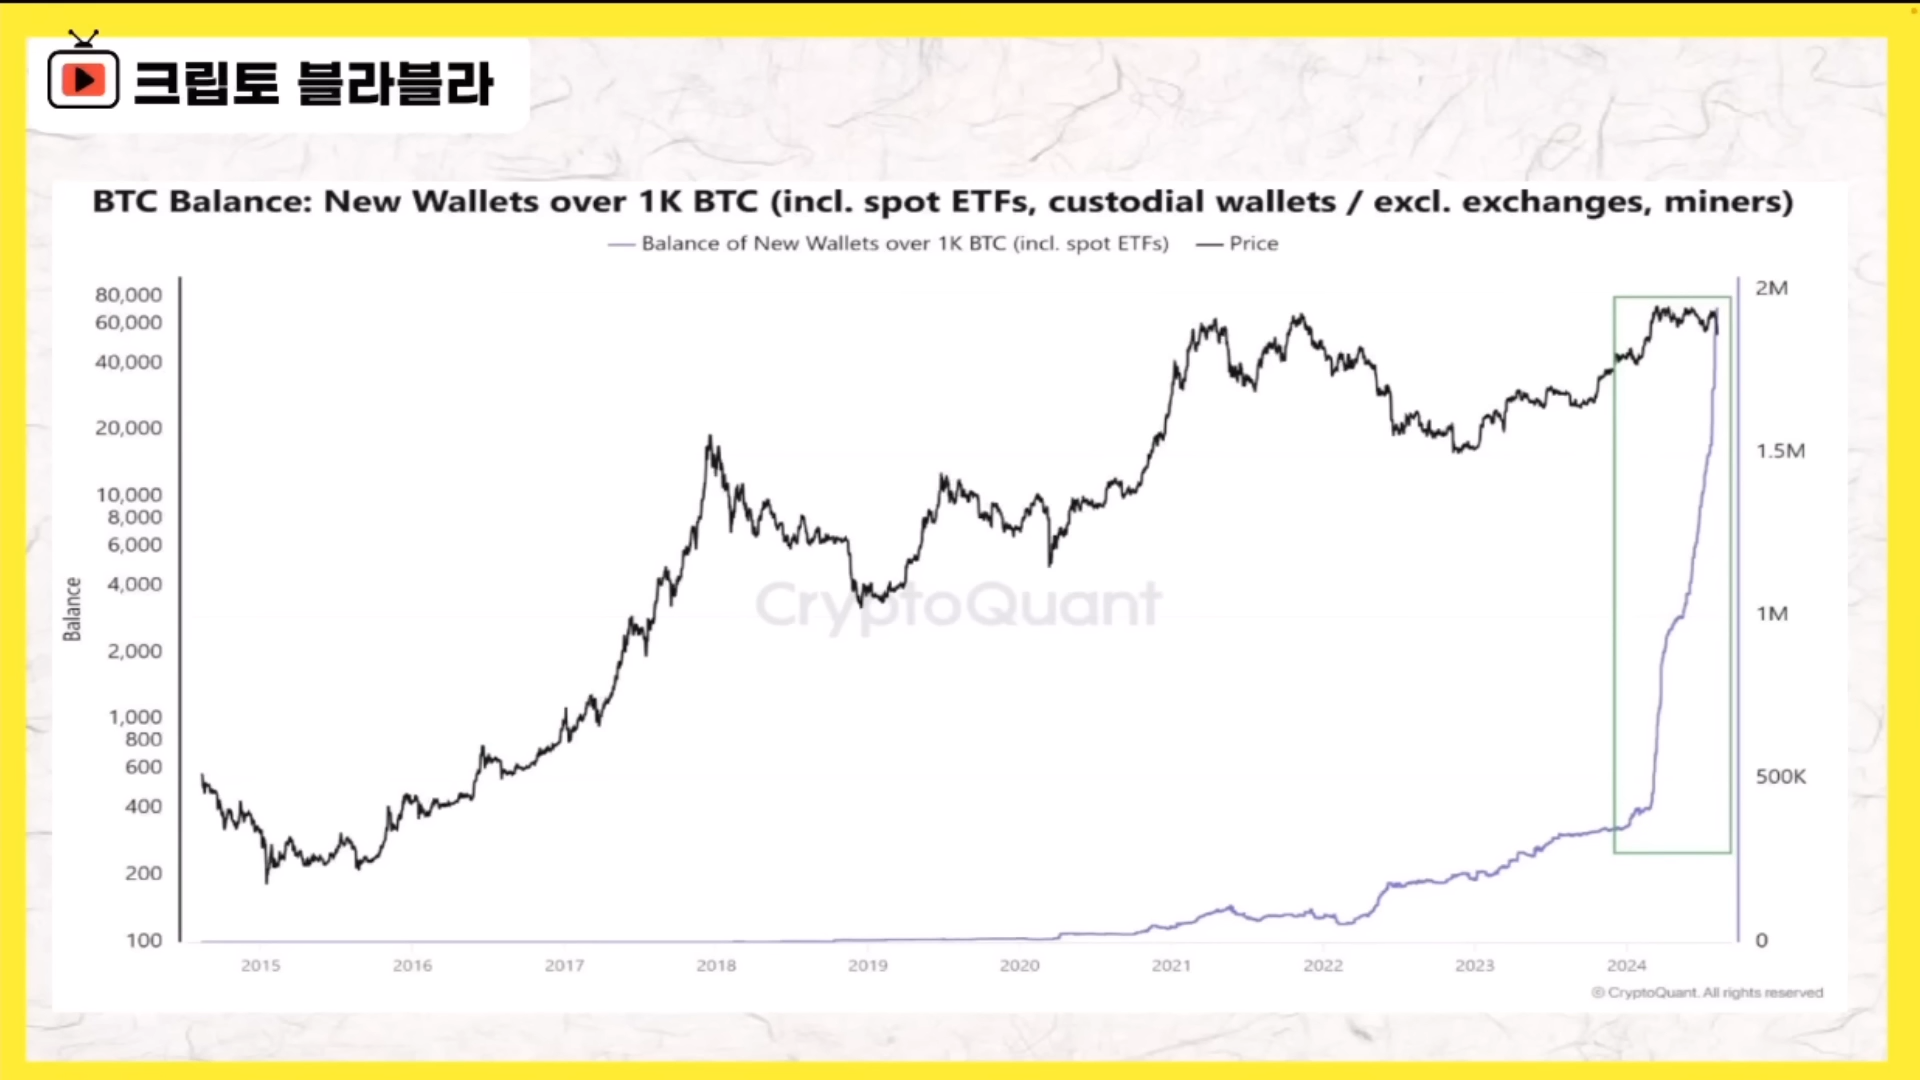 크립토 블라블라
BTC Balance: New Wallets over 1K BTC (incl. spot ETFs, custodial wallets / excl. exchanges, miners)
Balance of New Wallets over 1K BTC (incl. spot ETFs) Price
80,000
60,000
40,000
20,000
10,000
8,000
6,000
4,000
2,000
1,000
800
600
400
200
100
Balance
CryptoQuant
2M
1.5M
1M
500K
0
2015 2016 2017 2018 2019 2020 2021 2022 2023 2024
© CryptoQuant. All rights reserved